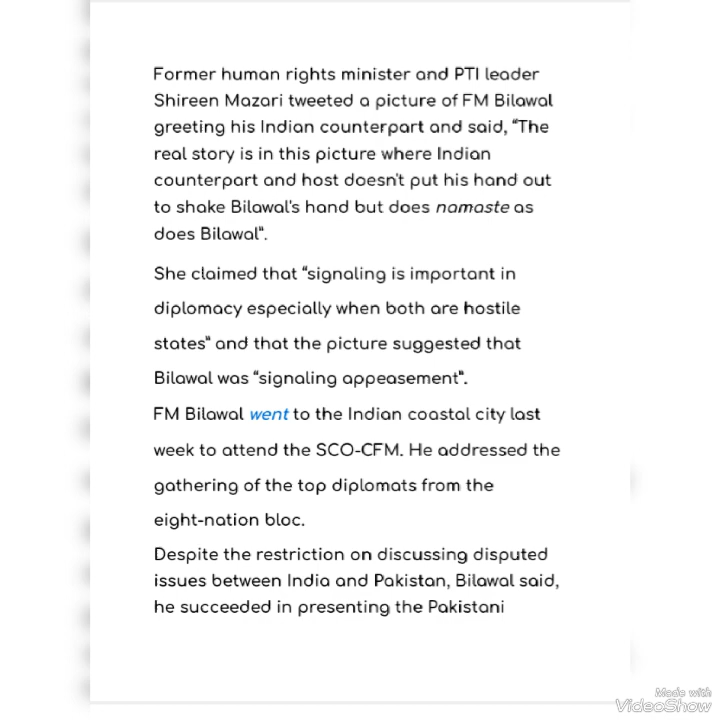 Former human rights minister and PTI leader
Shireen Mazari tweeted a picture of FM Bilawal
greeting his Indian counterpart and said, “The
real story is in this picture where Indian
counterpart and host doesn't put his hand out
to shake Bilawal's hand but does namaste as
does Bilawal”.
She claimed that “signaling is important in
diplomacy especially when both are hostile
states” and that the picture suggested that
Bilawal was “signaling appeasement”.
FM Bilawal went to the Indian coastal city last
week to attend the SCO-CFM. He addressed the
gathering of the top diplomats from the
eight-nation bloc.
Despite the restriction on discussing disputed
issues between India and Pakistan, Bilawal said,
he succeeded in presenting the Pakistani
Made with
VideoShow